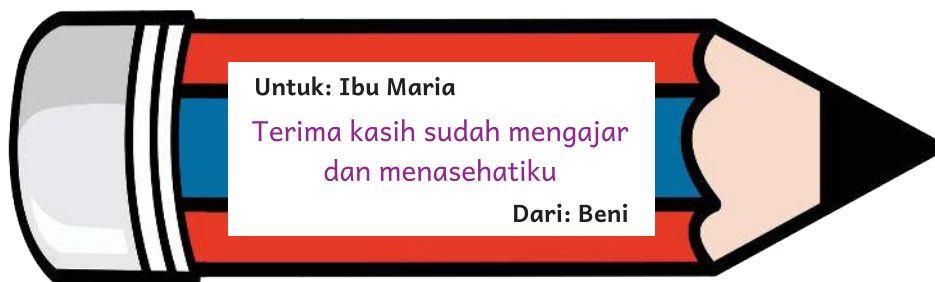 Untuk: Ibu Maria
Terima kasih sudah mengajar
dan menasehatiku
Dari: Beni